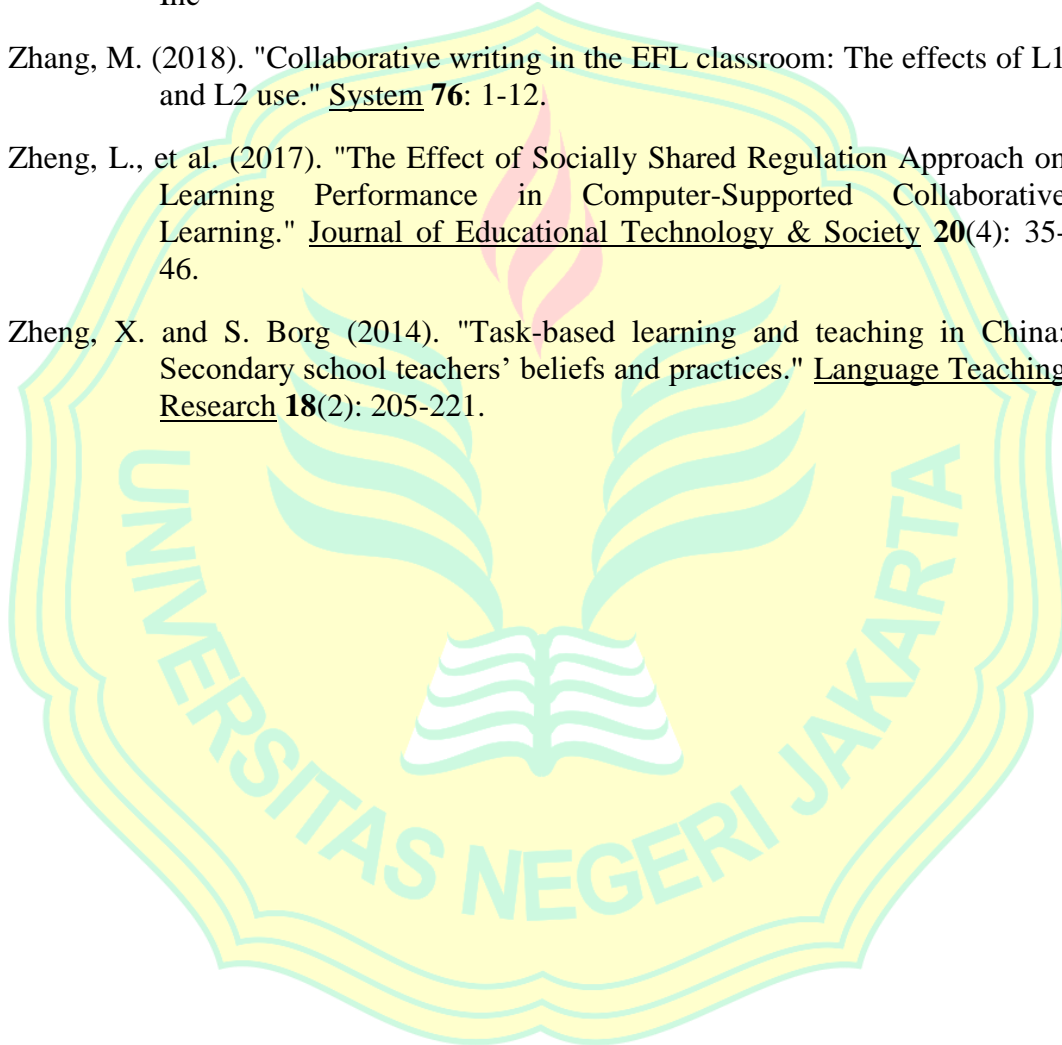 Inc
Zhang, M. (2018). "Collaborative writing in the EFL classroom: The effects of L1
and L2 use." System 76: 1-12.
Zheng, L., et al. (2017). "The Effect of Socially Shared Regulation Approach on
Learning Performance in Computer-Supported Collaborative
Learning." Journal of Educational Technology & Society 20(4): 35-
46.
Zheng, X. and S. Borg (2014). "Task-based learning and teaching in China:
Secondary school teachers’ beliefs and practices." Language Teaching
Research 18(2): 205-221.
UNIVERSITAS NEGERI JAKARTA